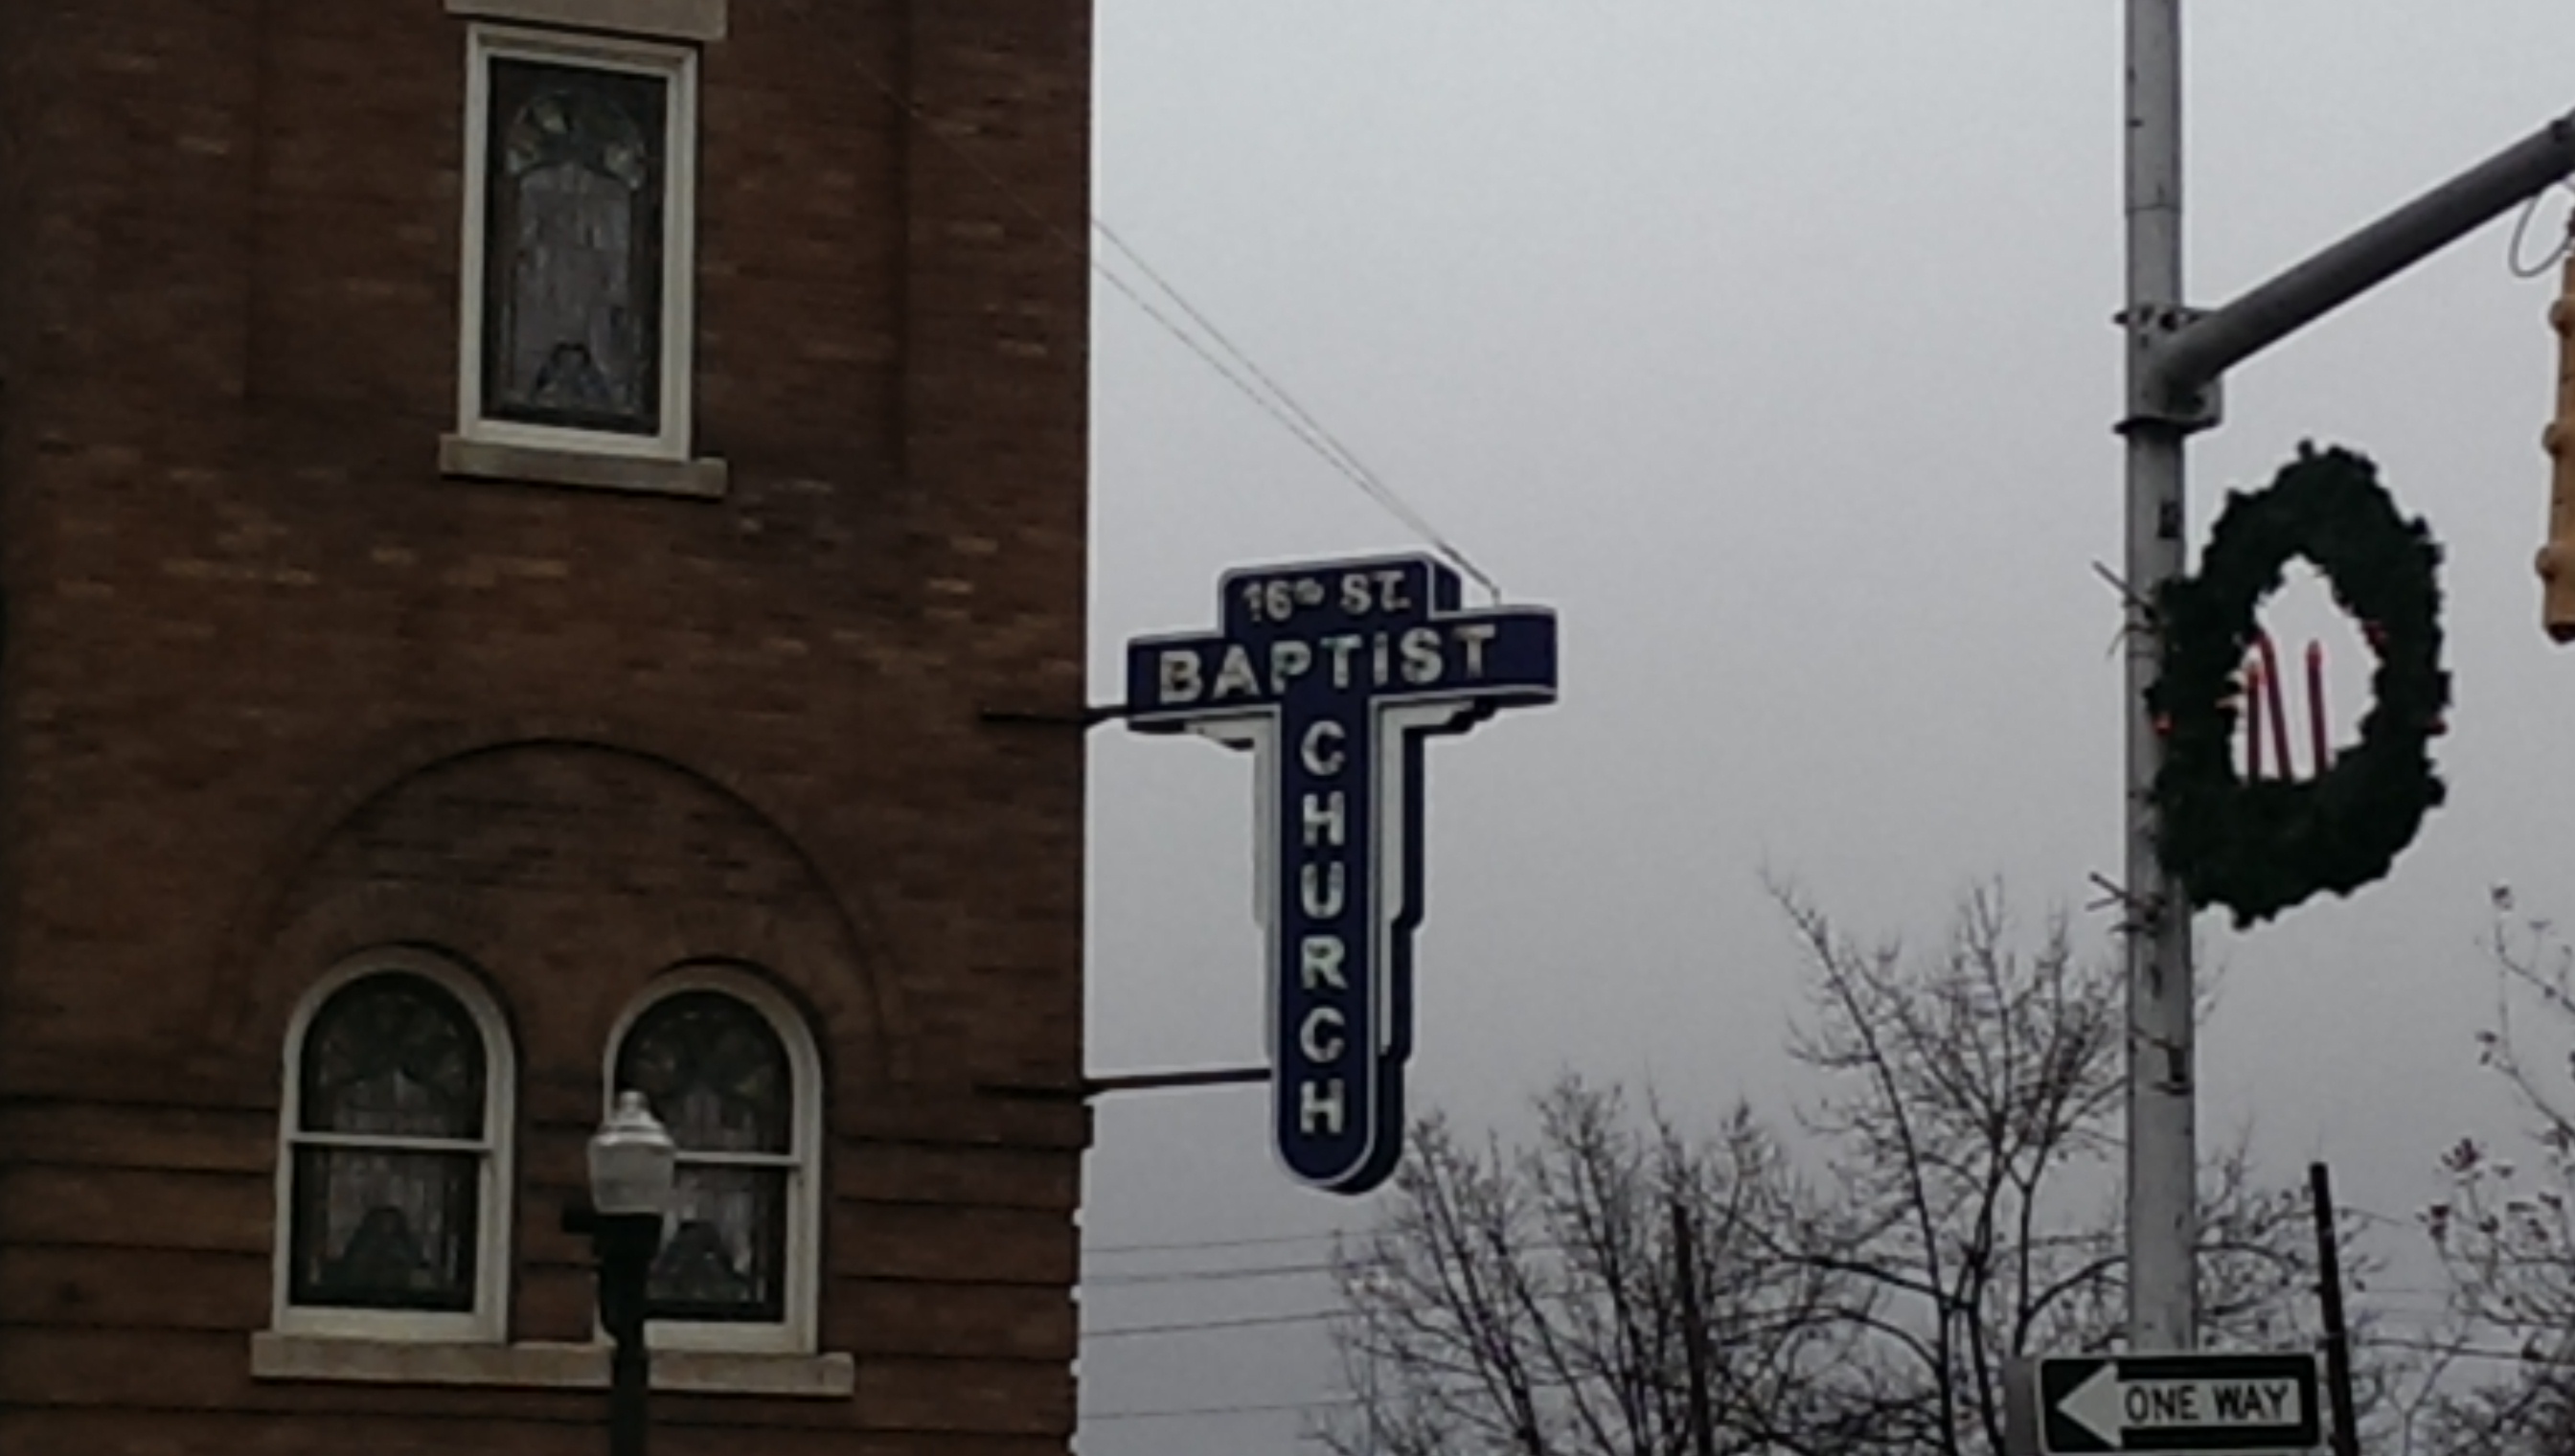 16th ST.
BAPTIST
CHURCH
ONE WAY